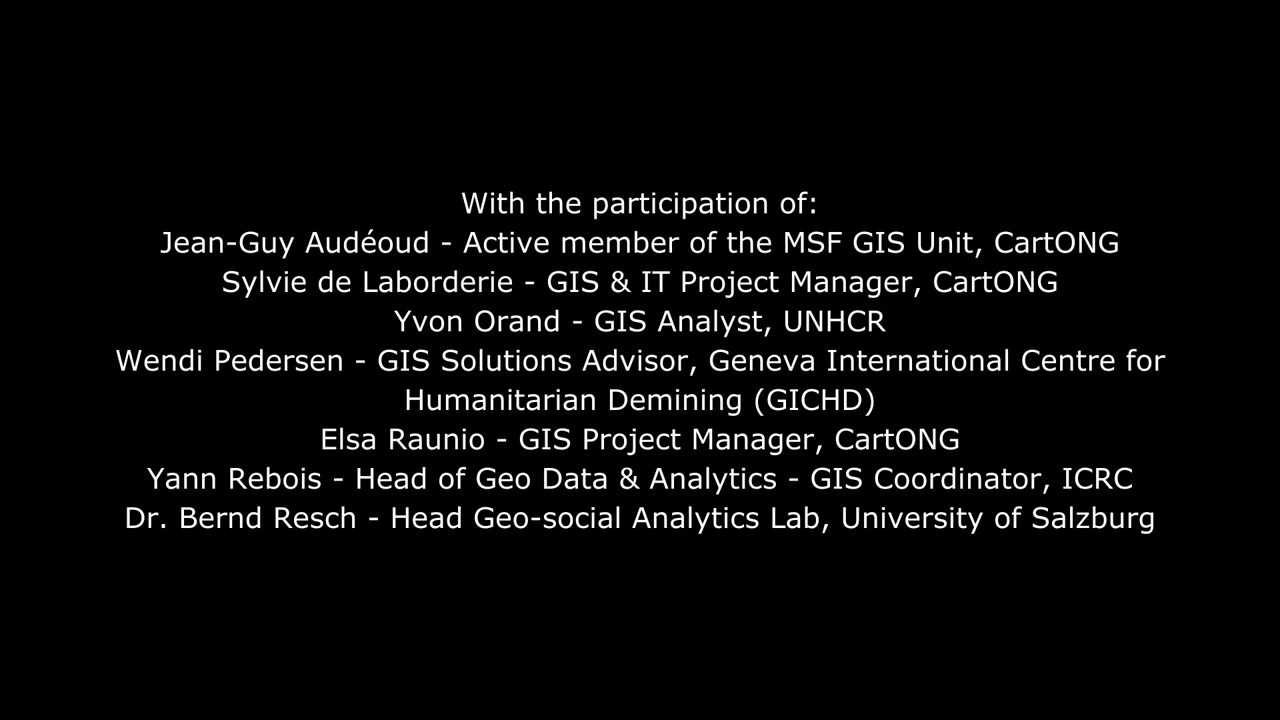 With the participation of:
Jean-Guy Audéoud - Active member of the MSF GIS Unit, CartONG
Sylvie de Laborderie - GIS & IT Project Manager, CartONG
Yvon Orand - GIS Analyst, UNHCR
Wendi Pedersen - GIS Solutions Advisor, Geneva International Centre for
Humanitarian Demining (GICHD)
Elsa Raunio - GIS Project Manager, CartONG
Yann Rebois - Head of Geo Data & Analytics - GIS Coordinator, ICRC
Dr. Bernd Resch - Head Geo-social Analytics Lab, University of Salzburg